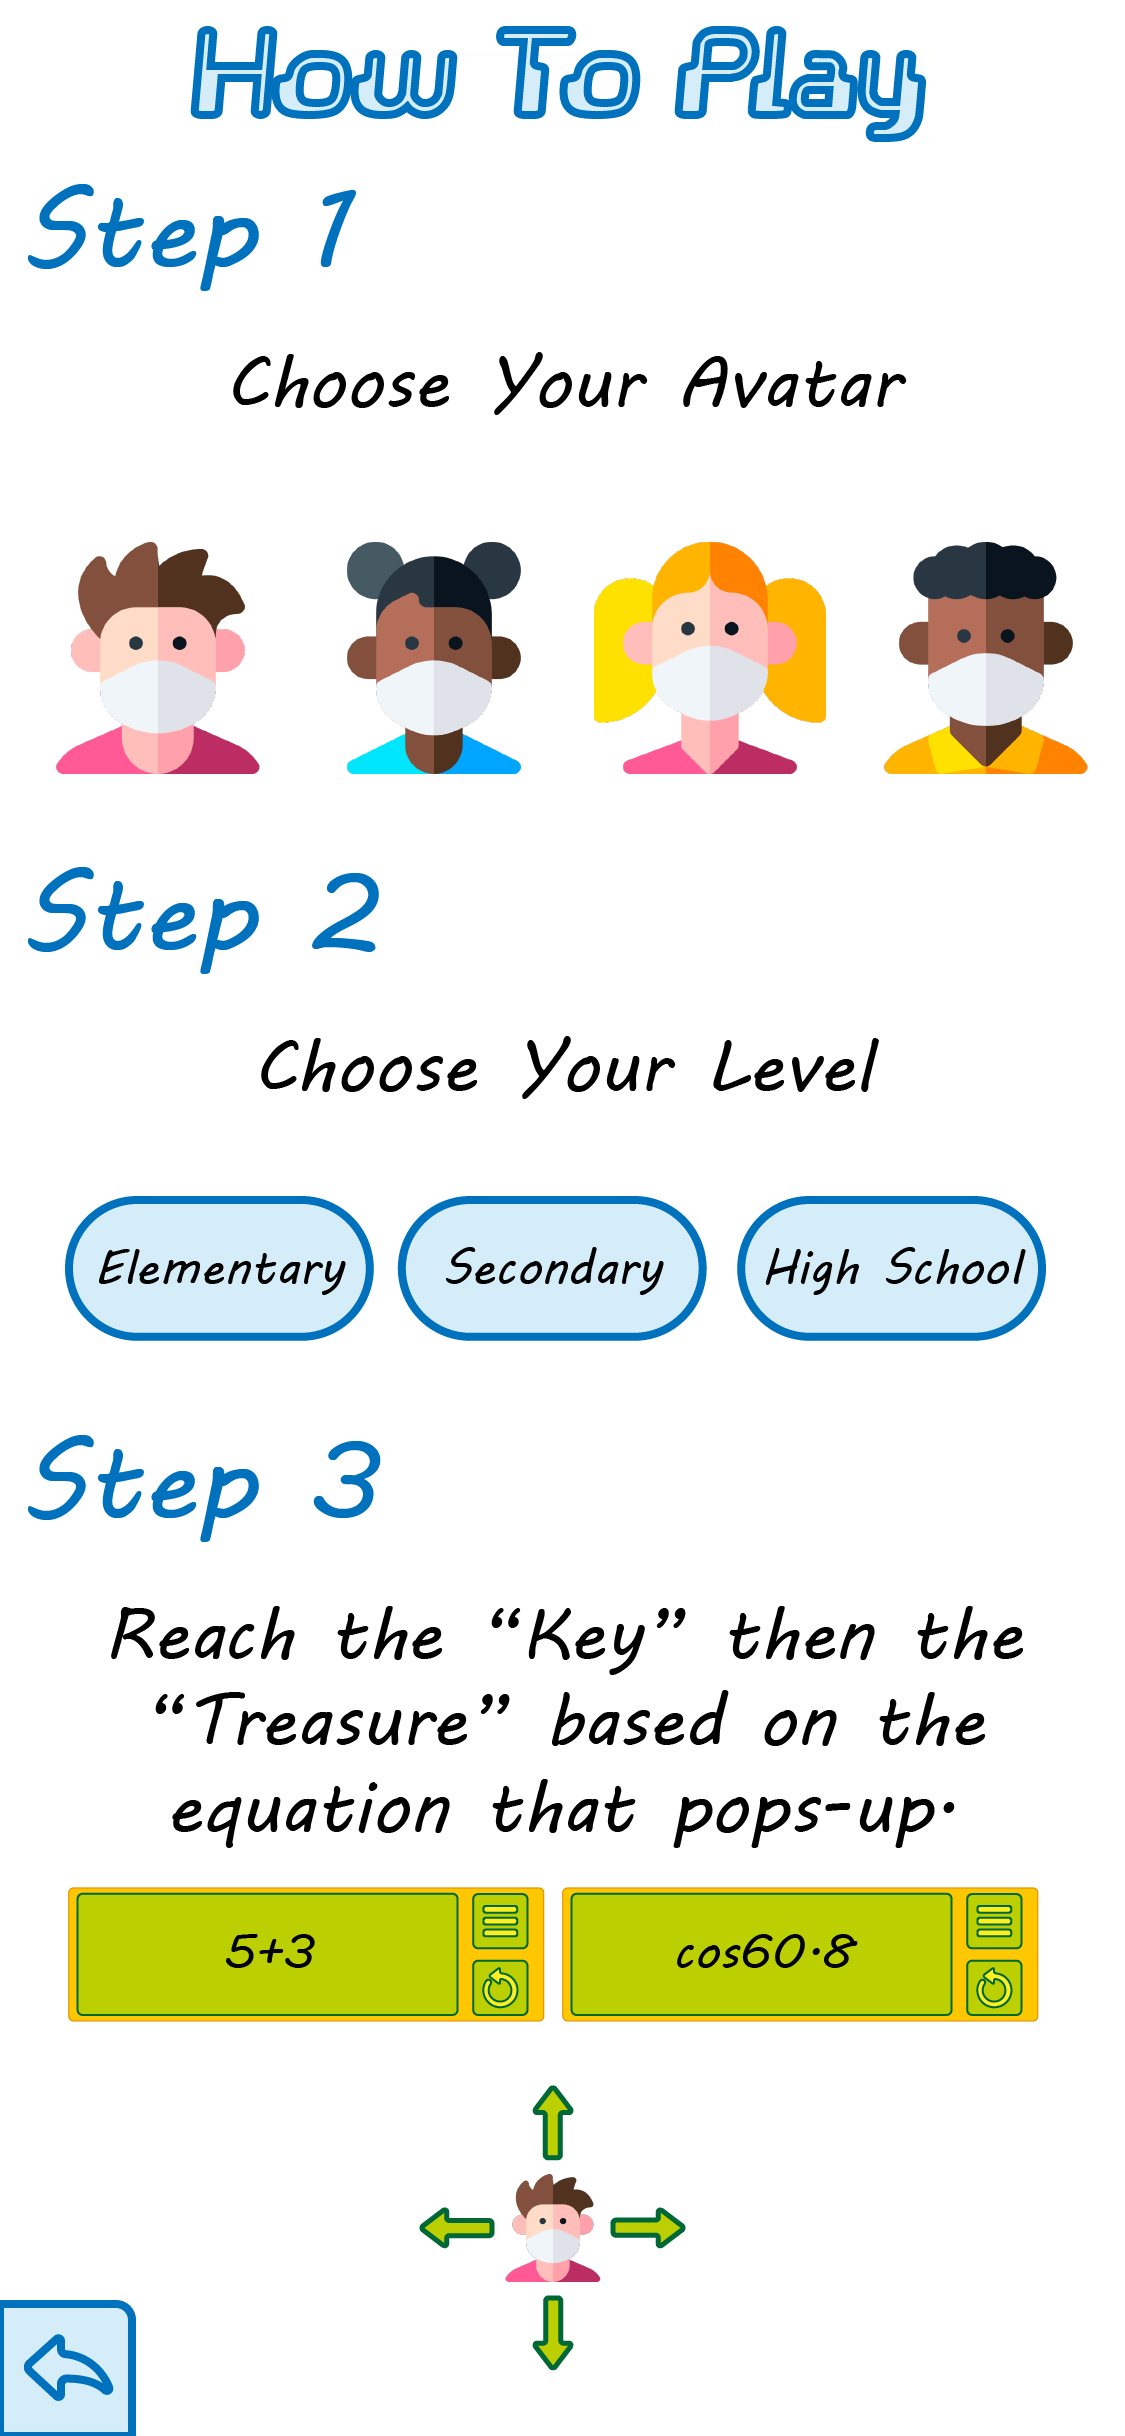 How To Play
Step 1
Choose Your Avatar
Step 2
Choose Your Level
Elementary
Secondary
High School
Step 3
Reach the “Key” then the
“Treasure” based on the
equation that pops-up.
5+3
cos60.8